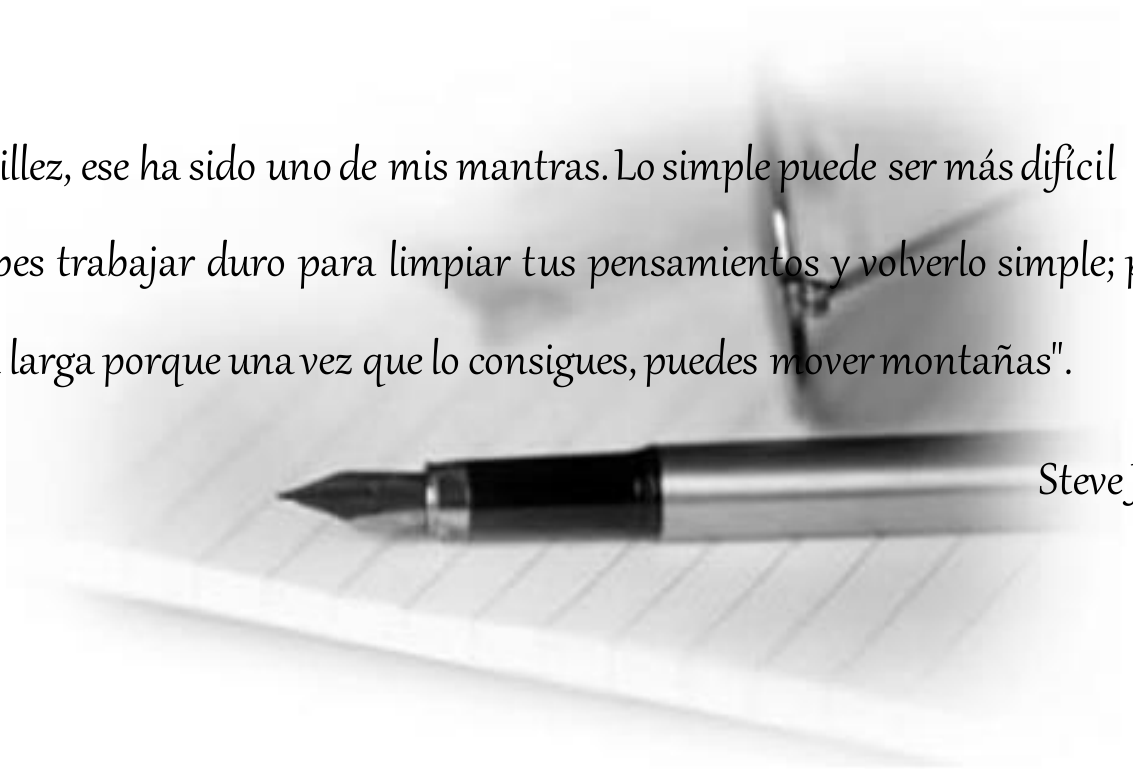 illez, ese ha sido uno de mis mantras. Lo simple puede ser más difícil
bes trabajar duro para limpiar tus pensamientos y volverlo simple;
larga porque una vez que lo consigues, puedes mover montañas".
Steve